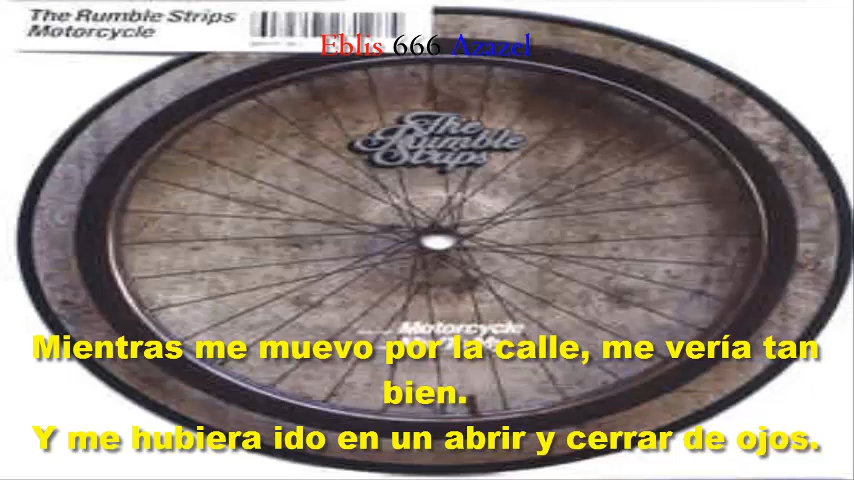 The Rumble Strips
Motorcycle
Eblis 666 Azazel
The
Rumble
Strips
Motorcycle
Mientras me muevo por la calle, me vería tan
bien.
Y me hubiera ido en un abrir y cerrar de ojos.